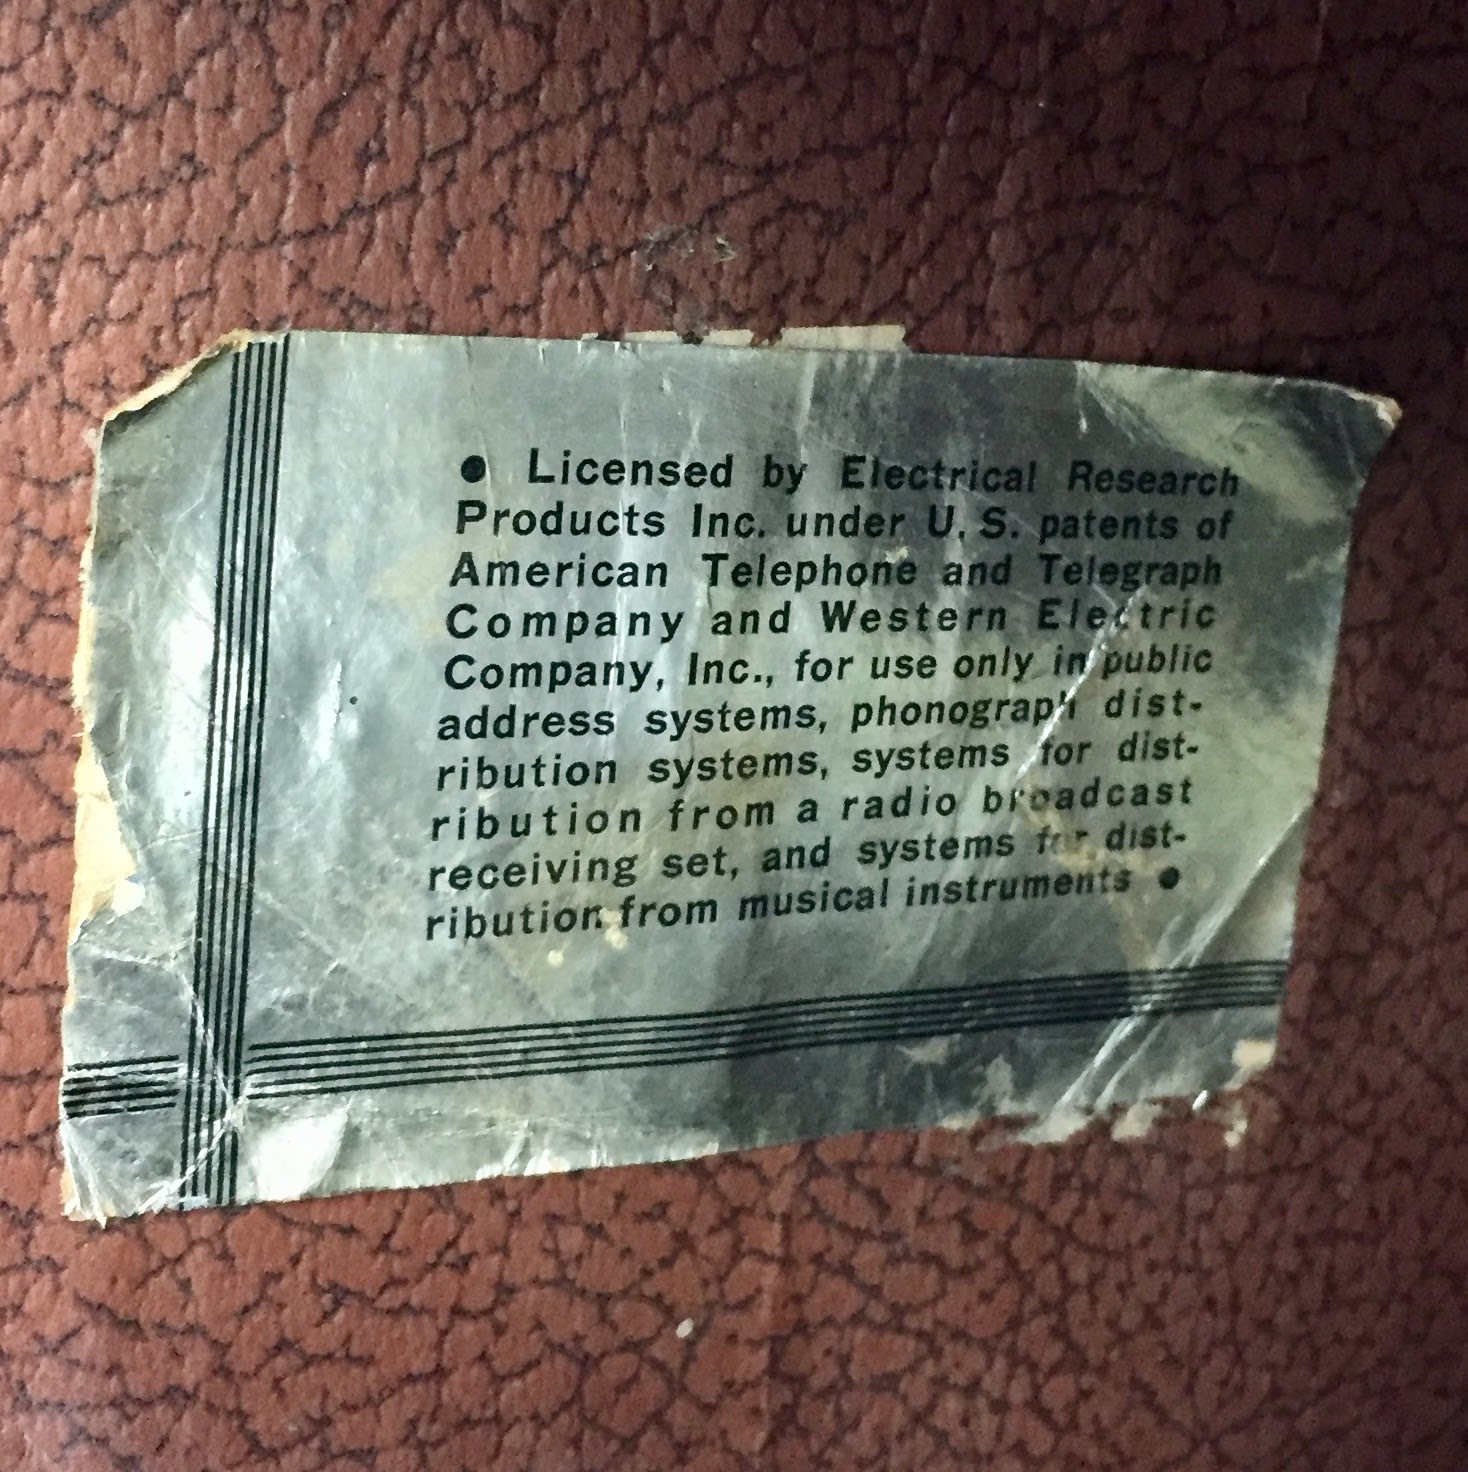 ● Licensed by Electrical Research
Products Inc. under U. S. patents of
American Telephone and Telegraph
Company and Western Electric
Company, Inc., for use only in public
address systems, phonograph dist-
ribution systems, systems for dist-
ribution from a radio broadcast
receiving set, and systems for dist-
ribution from musical instruments ●